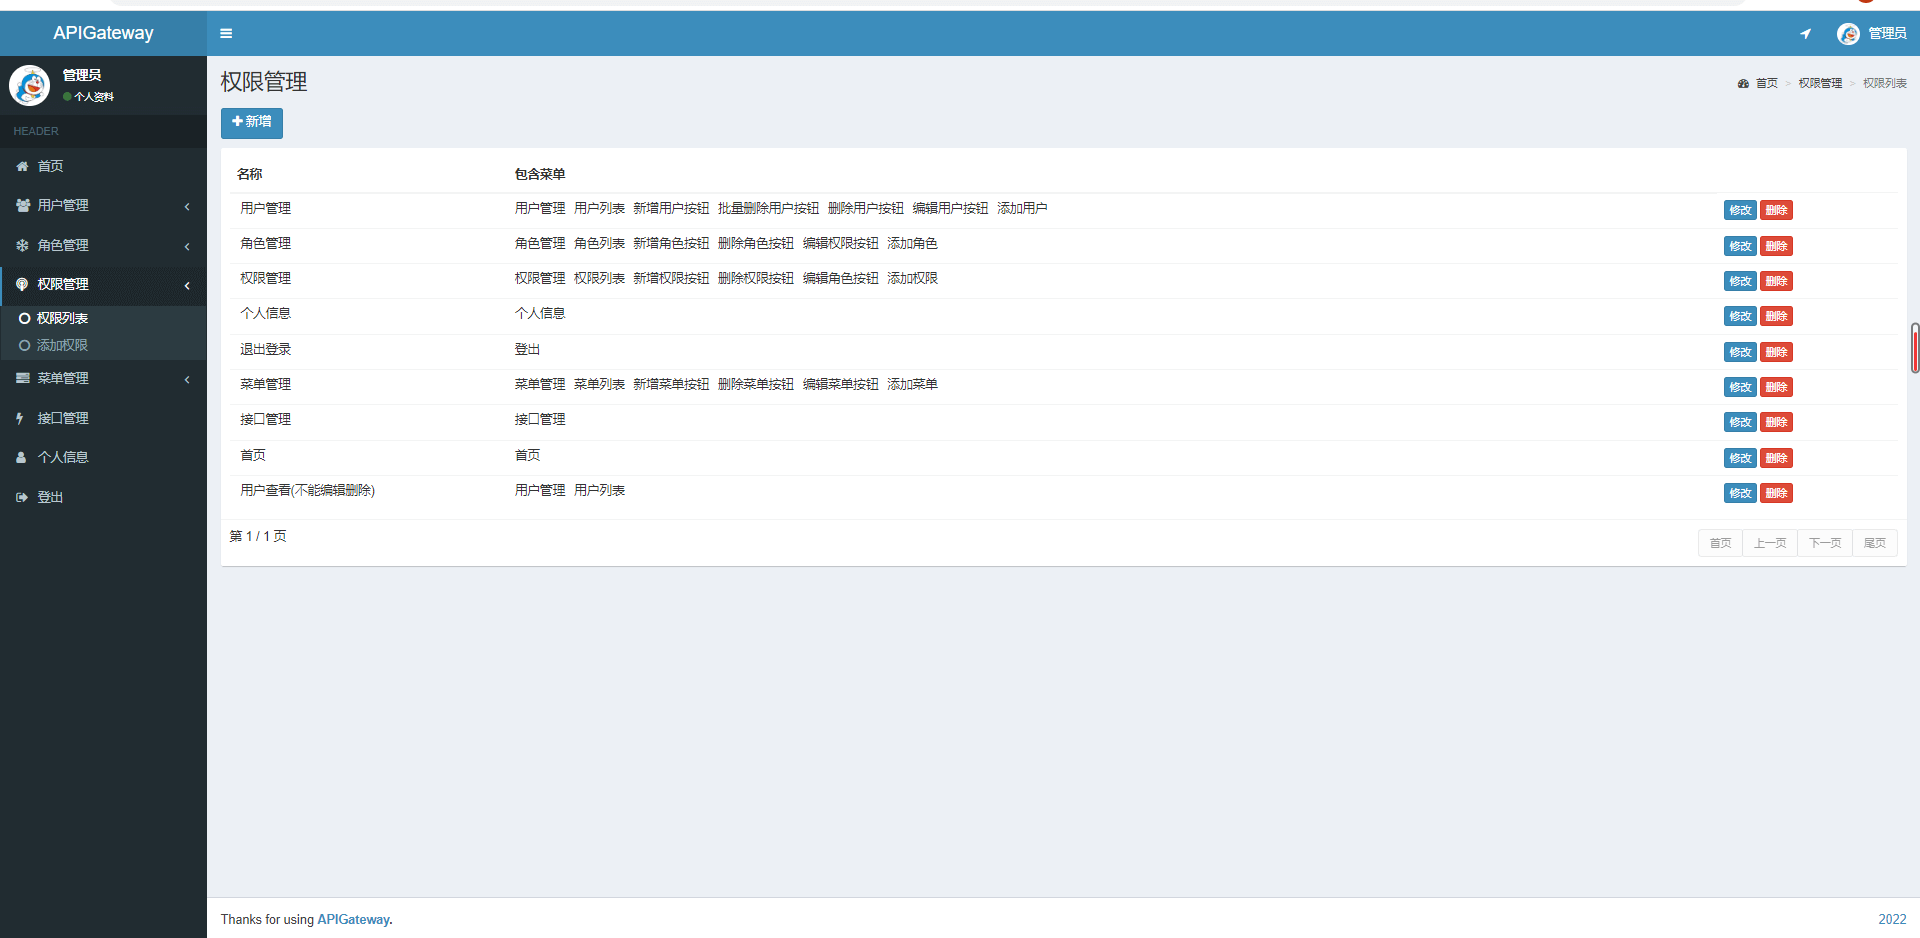 APIGateway
管理员
管理员
个人资料
HEADER
首页
用户管理
角色管理
权限管理
权限列表
添加权限
菜单管理
接口管理
个人信息
登出
权限管理
首页 > 权限管理 > 权限列表
新增
名称 包含菜单
用户管理 用户管理 用户列表 新增用户按钮 批量删除用户按钮 删除用户按钮 编辑用户按钮 添加用户 修改 删除
角色管理 角色管理 角色列表 新增角色按钮 删除角色按钮 编辑权限按钮 添加角色 修改 删除
权限管理 权限管理 权限列表 新增权限按钮 删除权限按钮 编辑角色按钮 添加权限 修改 删除
个人信息 个人信息 修改 删除
退出登录 登出 修改 删除
菜单管理 菜单管理 菜单列表 新增菜单按钮 删除菜单按钮 编辑菜单按钮 添加菜单 修改 删除
接口管理 接口管理 修改 删除
首页 首页 修改 删除
用户查看(不能编辑删除) 用户管理 用户列表 修改 删除
第 1 / 1 页 首页 上一页 下一页 尾页
Thanks for using APIGateway. 2022